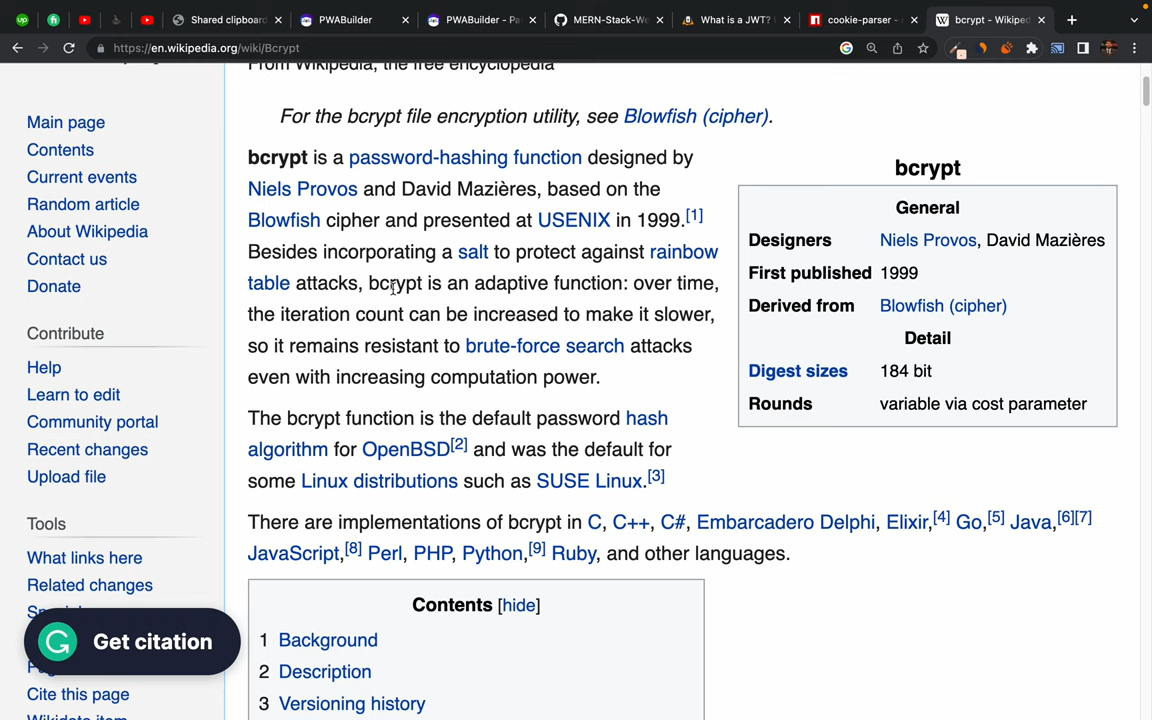 Shared clipboard
PWABuilder
PWABuilder - Pa
MERN-Stack-We
What is a JWT?
cookie-parser -
bcrypt - Wikiped
https://en.wikipedia.org/wiki/Bcrypt
From Wikipedia, the free encyclopedia
For the bcrypt file encryption utility, see Blowfish (cipher).
Main page
Contents
Current events
Random article
About Wikipedia
Contact us
Donate
Contribute
Help
Learn to edit
Community portal
Recent changes
Upload file
Tools
What links here
Related changes
Get citation
Cite this page
Wikidata item
bcrypt is a password-hashing function designed by
Niels Provos and David Mazières, based on the
Blowfish cipher and presented at USENIX in 1999.[1]
Besides incorporating a salt to protect against rainbow
table attacks, bcrypt is an adaptive function: over time,
the iteration count can be increased to make it slower,
so it remains resistant to brute-force search attacks
even with increasing computation power.
The bcrypt function is the default password hash
algorithm for OpenBSD[2] and was the default for
some Linux distributions such as SUSE Linux.[3]
There are implementations of bcrypt in C, C++, C#, Embarcadero Delphi, Elixir,[4] Go,[5] Java,[6][7]
JavaScript,[8] Perl, PHP, Python,[9] Ruby, and other languages.
bcrypt
General
Designers Niels Provos, David Mazières
First published 1999
Derived from Blowfish (cipher)
Detail
Digest sizes 184 bit
Rounds variable via cost parameter
Contents [hide]
1 Background
2 Description
3 Versioning history